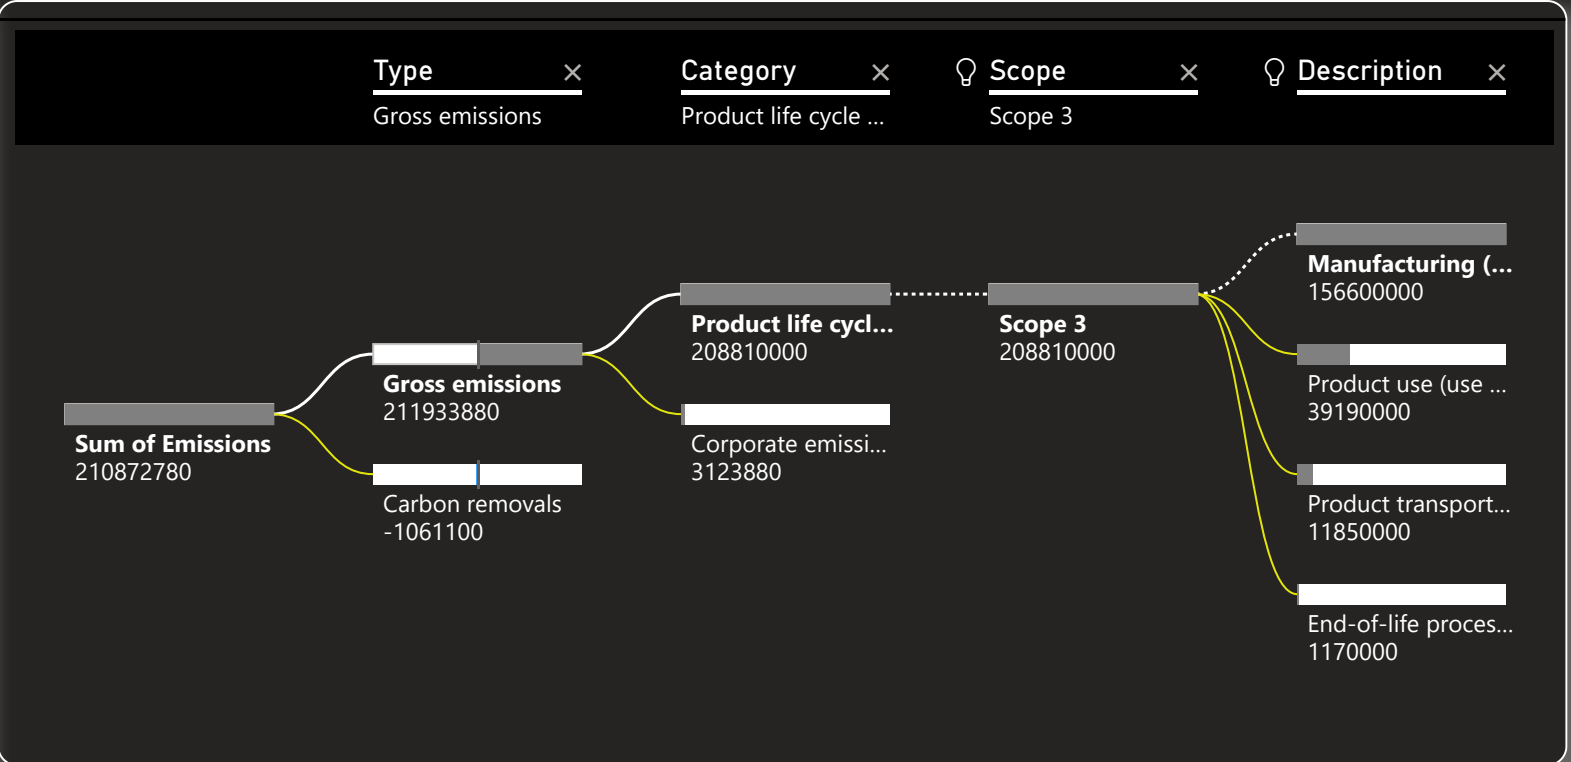 Type
Category
Scope
Description
Gross emissions
Product life cycle ...
Scope 3
Manufacturing (...
156600000
Product life cycl...
208810000
Scope 3
208810000
Gross emissions
211933880
Product use (use ...
39190000
Sum of Emissions
210872780
Corporate emissi...
3123880
Carbon removals
-1061100
Product transport...
11850000
End-of-life proces...
1170000